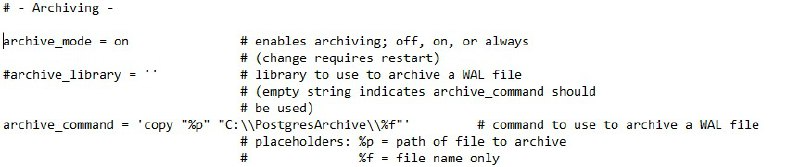 # - Archiving -
archive_mode = on # enables archiving; off, on, or always
# (change requires restart)
#archive_library = '' # library to use to archive a WAL file
# (empty string indicates archive_command should
# be used)
archive_command = 'copy "%p" "C:\\PostgresArchive\\%f"' # command to use to archive a WAL file
# placeholders: %p = path of file to archive
# %f = file name only